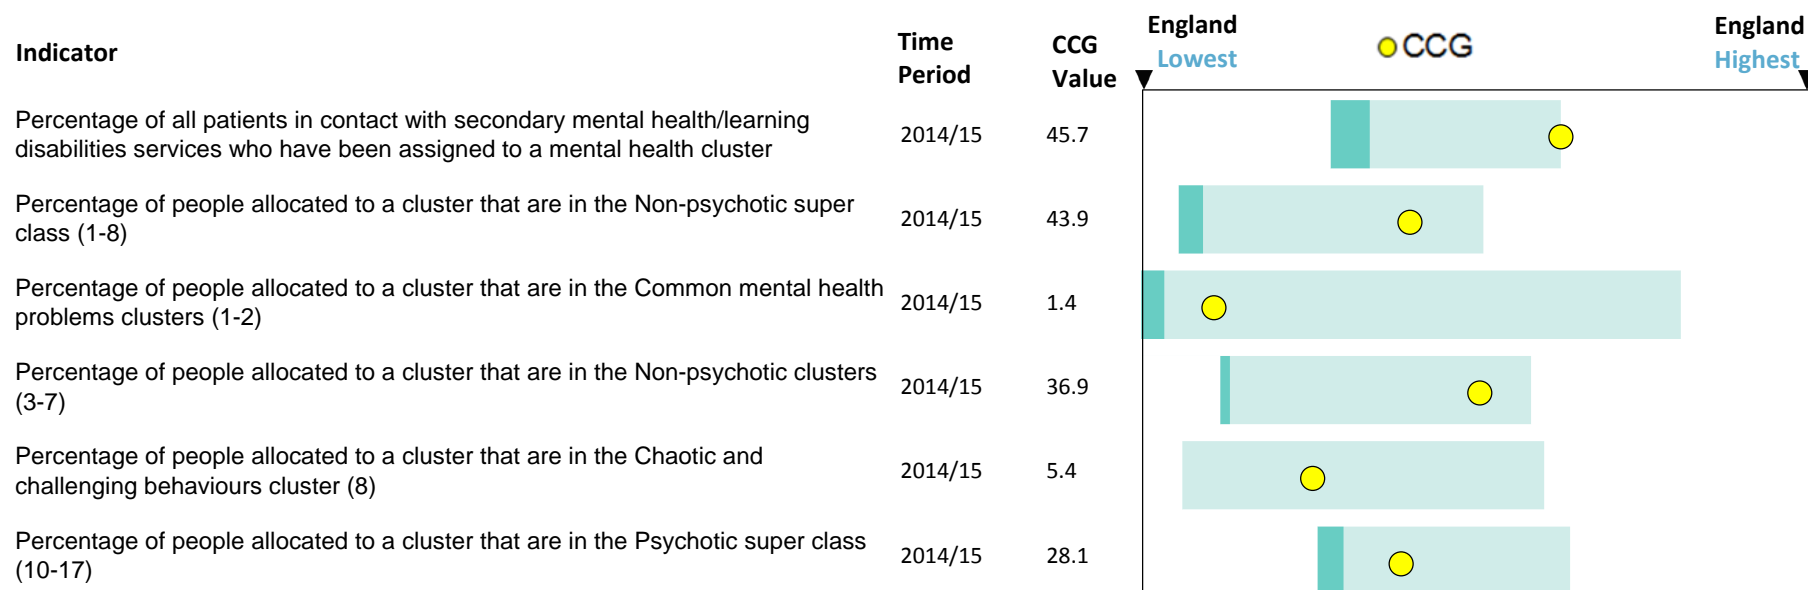 Indicator
Time
Period
CCG
Value
England
Lowest
CCG
England
Highest
Percentage of all patients in contact with secondary mental health/learning
disabilities services who have been assigned to a mental health cluster
2014/15
45.7
Percentage of people allocated to a cluster that are in the Non-psychotic super
class (1-8)
2014/15
43.9
Percentage of people allocated to a cluster that are in the Common mental health
problems clusters (1-2)
2014/15
1.4
Percentage of people allocated to a cluster that are in the Non-psychotic clusters
(3-7)
2014/15
36.9
Percentage of people allocated to a cluster that are in the Chaotic and
challenging behaviours cluster (8)
2014/15
5.4
Percentage of people allocated to a cluster that are in the Psychotic super class
(10-17)
2014/15
28.1